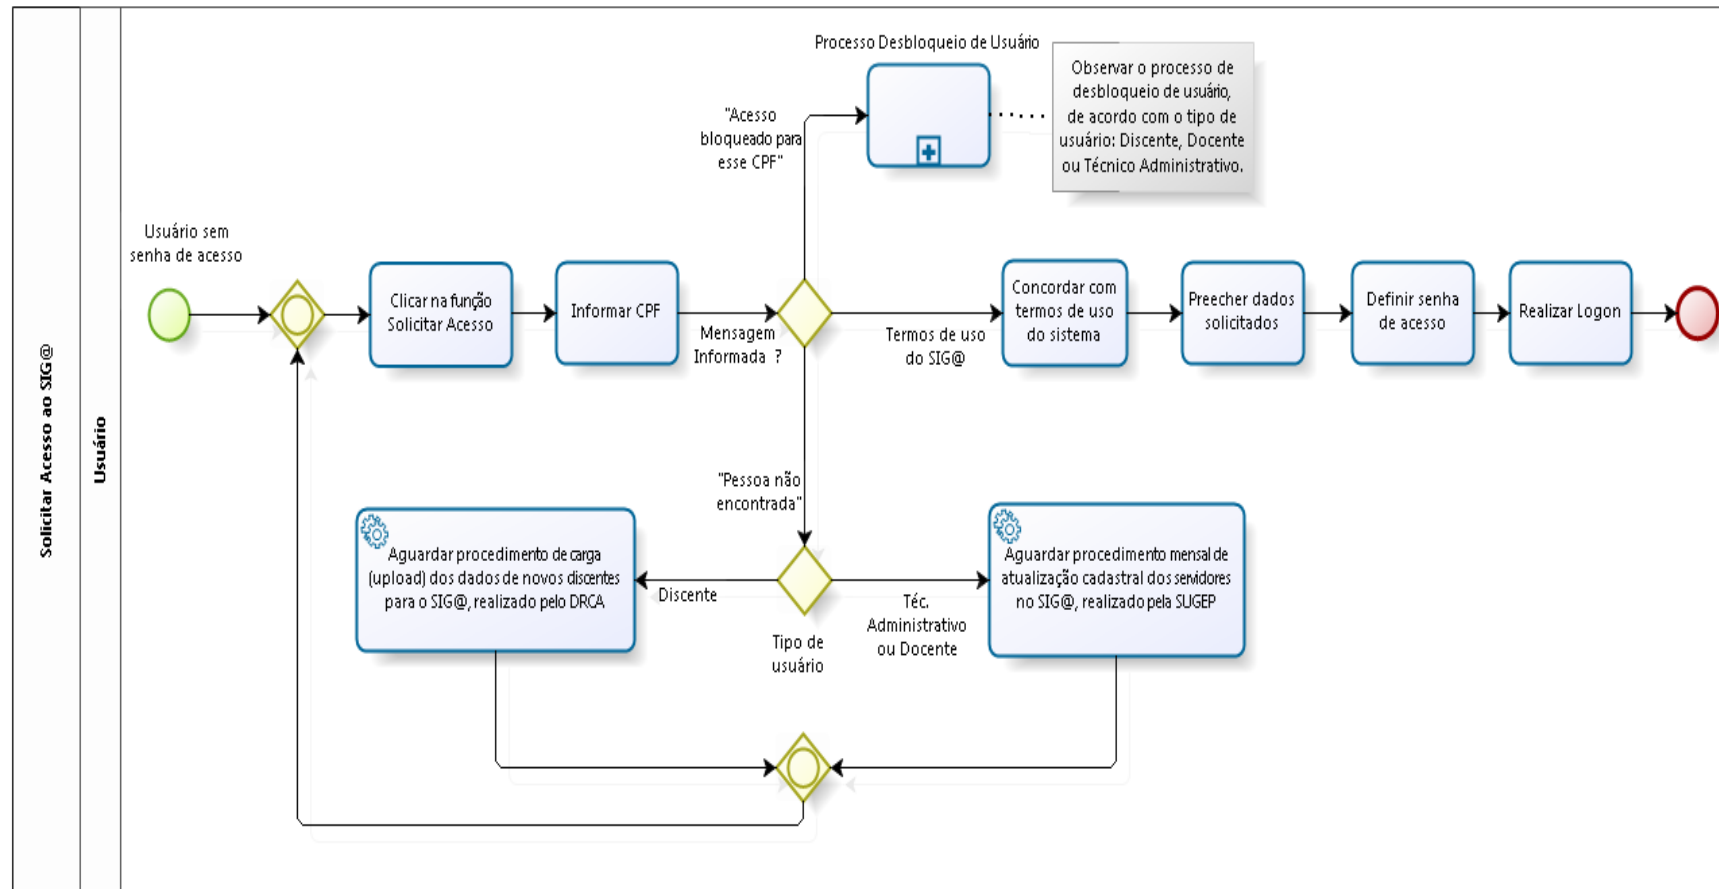 Solicitar Acesso ao SIG@
Usuário
Usuário sem
senha de acesso
Clicar na função
Solicitar Acesso
Informar CPF
Mensagem
Informada ?
"Acesso
bloqueado para
esse CPF"
Processo Desbloqueio de Usuário
Observar o processo de
desbloqueio de usuário,
de acordo com o tipo de
usuário: Discente, Docente
ou Técnico Administrativo.
Termos de uso
do SIG@
Concordar com
termos de uso
do sistema
Preecher dados
solicitados
Definir senha
de acesso
Realizar Logon
"Pessoa não
encontrada"
Tipo de
usuário
Discente
Aguardar procedimento de carga
(upload) dos dados de novos discentes
para o SIG@, realizado pelo DRCA
Téc.
Administrativo
ou Docente
Aguardar procedimento mensal de
atualização cadastral dos servidores
no SIG@, realizado pela SUGEP